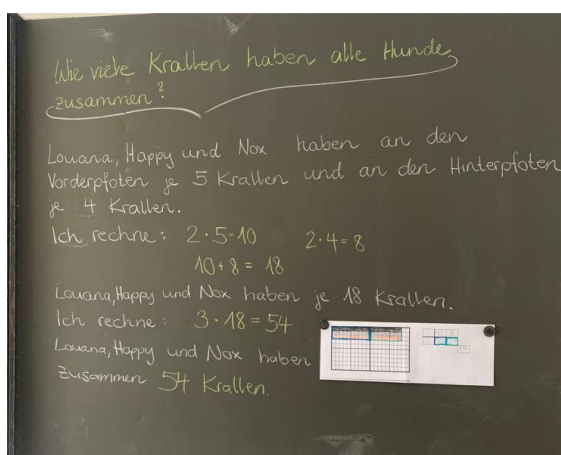 Wie viele Krallen haben alle Hunde
zusammen?
Louana, Happy und Nox haben an den
Vorderpfoten je 5 Krallen und an den Hinterpfoten
je 4 Krallen.
Ich rechne: 2·5=10 2·4=8
10+8=18
Louana, Happy und Nox haben je 18 Krallen.
Ich rechne: 3·18=54
Louana, Happy und Nox haben
zusammen 54 Krallen.